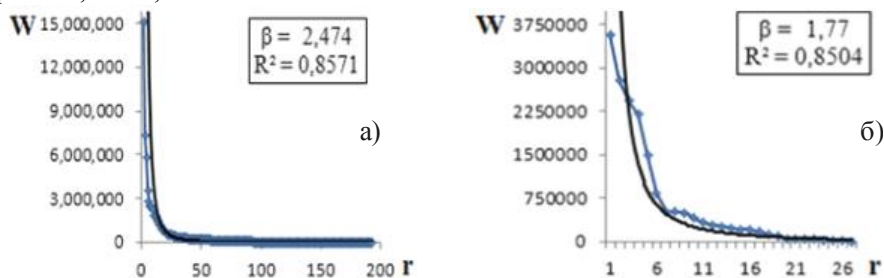 W
15,000,000
12,000,000
9,000,000
6,000,000
3,000,000
0
0 50 100 150 200 r
β = 2,474
R² = 0,8571
а)
W
3750000
3000000
2250000
1500000
750000
0
1 6 11 16 21 26 r
β = 1,77
R² = 0,8504
б)